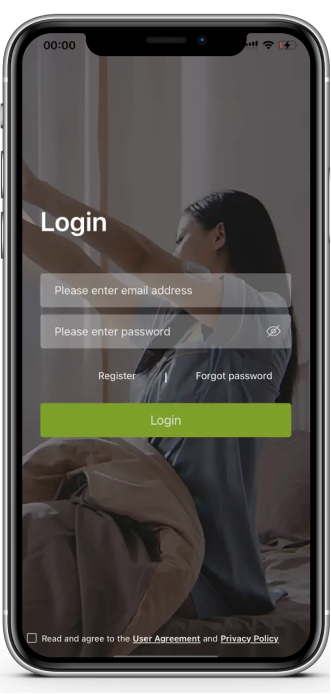 00:00
Login
Please enter email address
Please enter password
Register | Forgot password
Login
Read and agree to the User Agreement and Privacy Policy